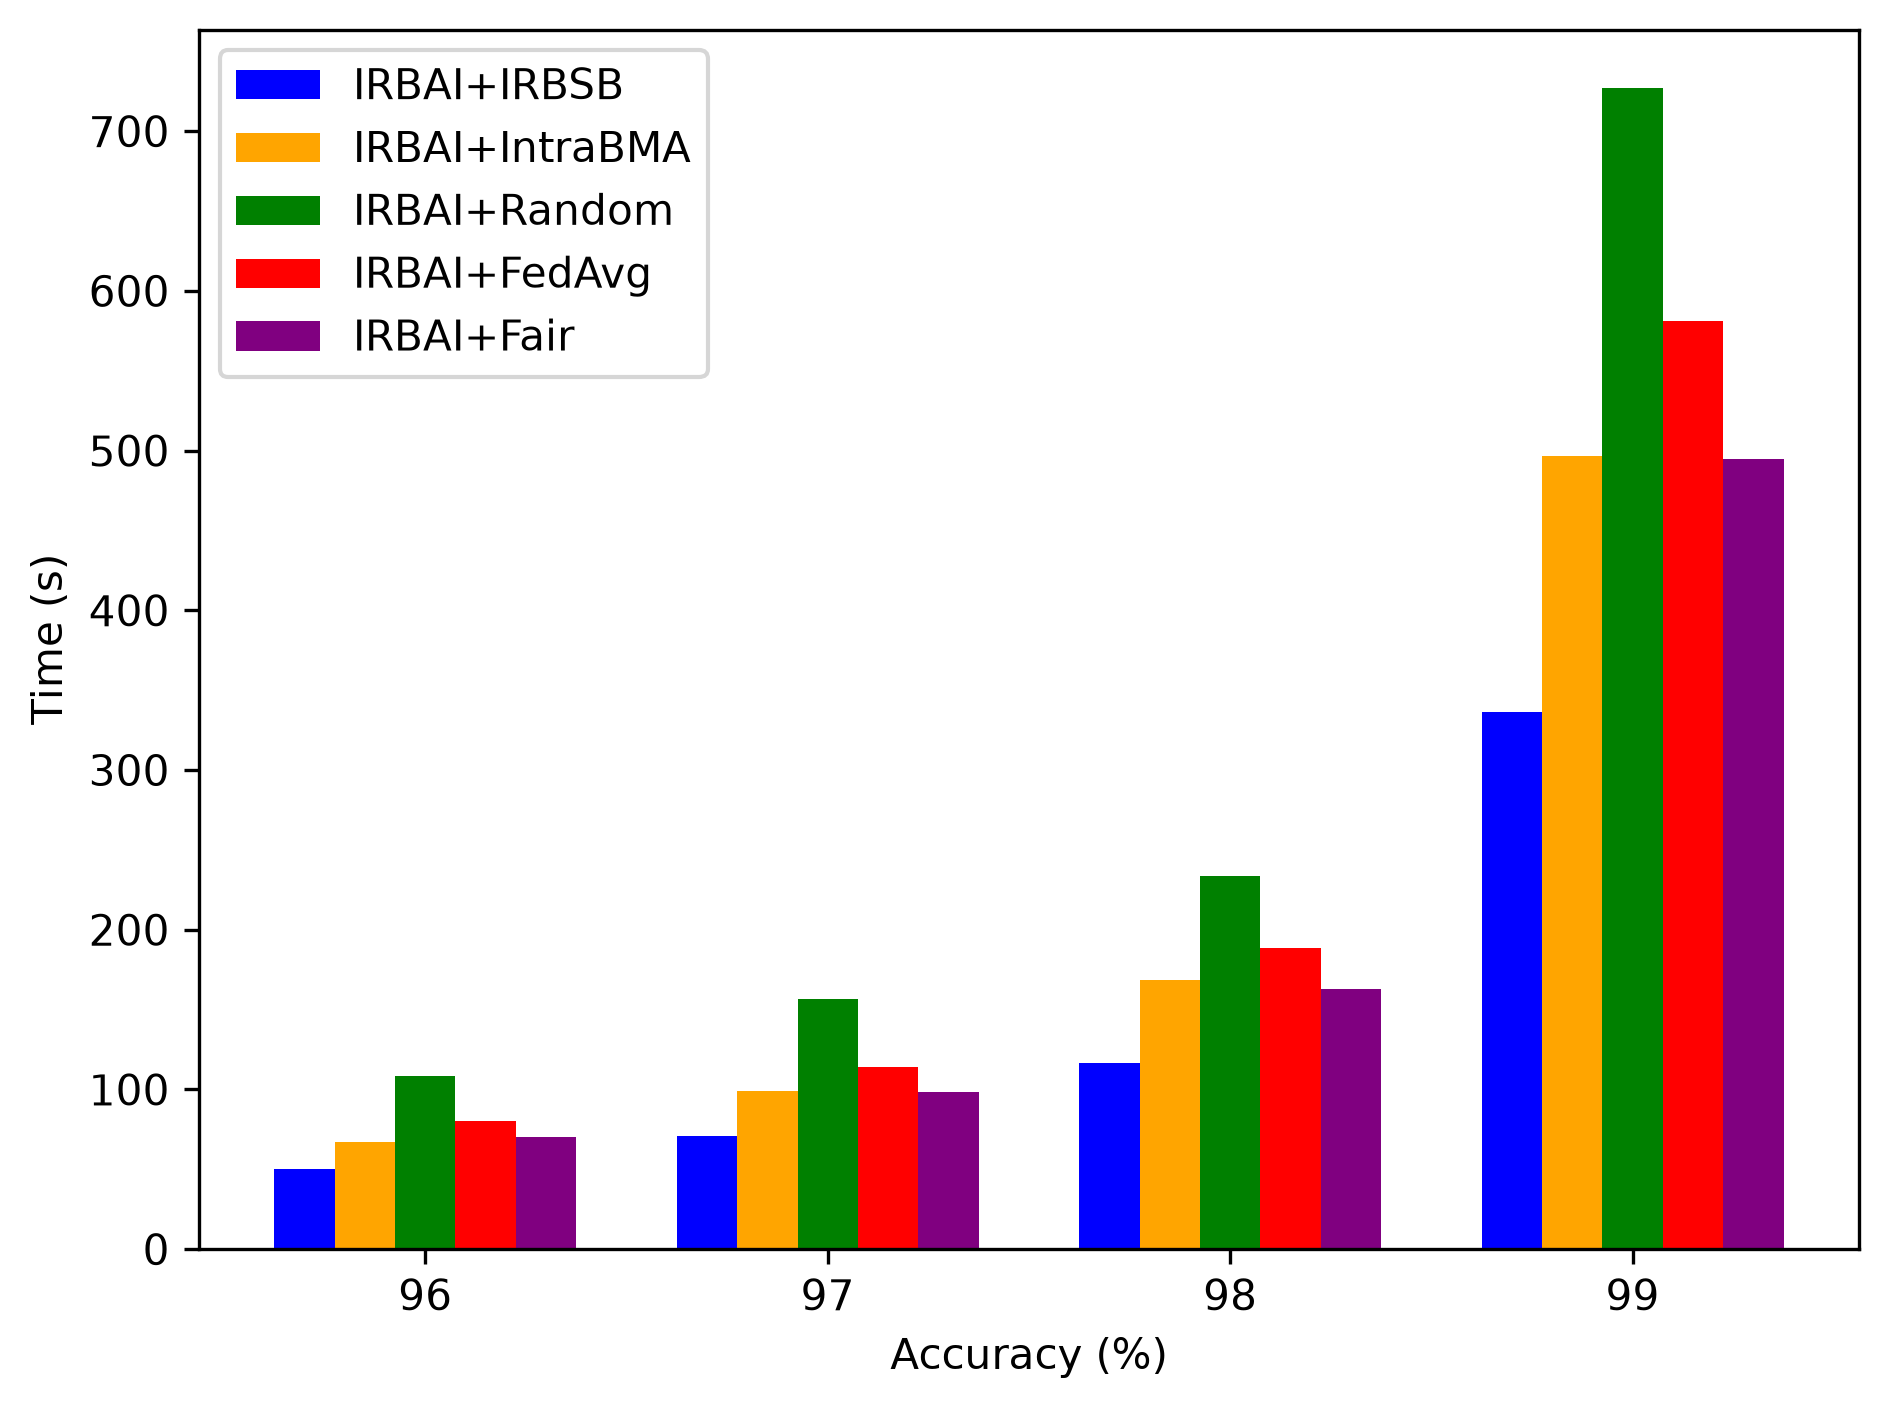 IRBAI+IRBSB
IRBAI+IntraBMA
IRBAI+Random
IRBAI+FedAvg
IRBAI+Fair
700
600
500
400
300
200
100
0
Time (s)
96 97 98 99
Accuracy (%)